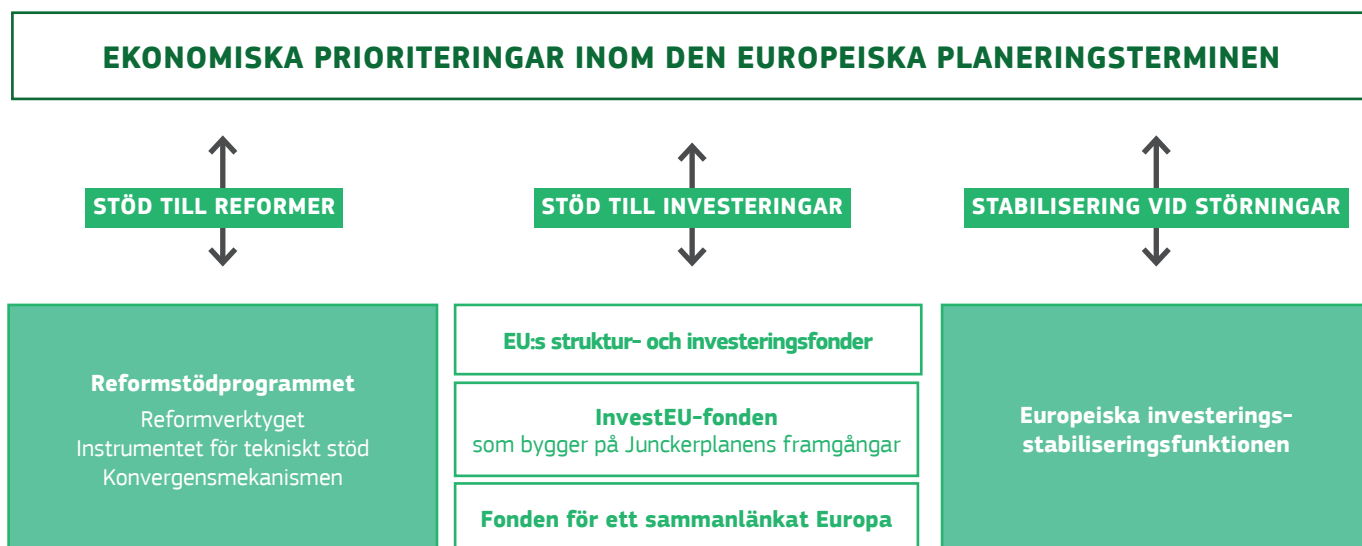 EKONOMISKA PRIORITERINGAR INOM DEN EUROPEISKA PLANERINGSTERMINEN
STÖD TILL REFORMER
STÖD TILL INVESTERINGAR
STABILISERING VID STÖRNINGAR
Reformstödprogrammet
Reformverktyget
Instrumentet för tekniskt stöd
Konvergensmekanismen
EU:s struktur- och investeringsfonder
InvestEU-fonden
som bygger på Junckerplanens framgångar
Fonden för ett sammanlänkat Europa
Europeiska investerings-
stabiliseringsfunktionen